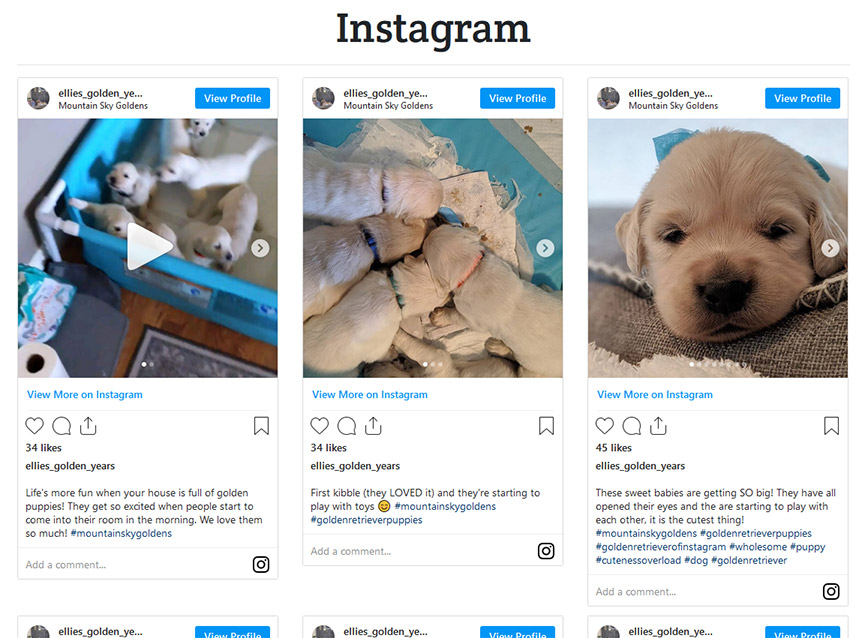 Instagram
ellies_golden_ye...
Mountain Sky Goldens
View Profile
View More on Instagram
34 likes
ellies_golden_years
Life's more fun when your house is full of golden
puppies! They get so excited when people start to
come into their room in the morning. We love them
so much! #mountainskygoldens
Add a comment...
ellies_golden_ye...
Mountain Sky Goldens
View Profile
View More on Instagram
34 likes
ellies_golden_years
First kibble (they LOVED it) and they're starting to
play with toys 😊 #mountainskygoldens
#goldenretrieverpuppies
Add a comment...
ellies_golden_ye...
Mountain Sky Goldens
View Profile
View More on Instagram
45 likes
ellies_golden_years
These sweet babies are getting SO big! They have all
opened their eyes and the are starting to play with
each other, it is the cutest thing!
#mountainskygoldens #goldenretrieverpuppies
#goldenretrieverofinstagram #wholesome #puppy
#cutenessoverload #dog #goldenretriever
Add a comment...
ellies_golden_ye...
View Profile
ellies_golden_ye...
View Profile
ellies_golden_ye...
View Profile